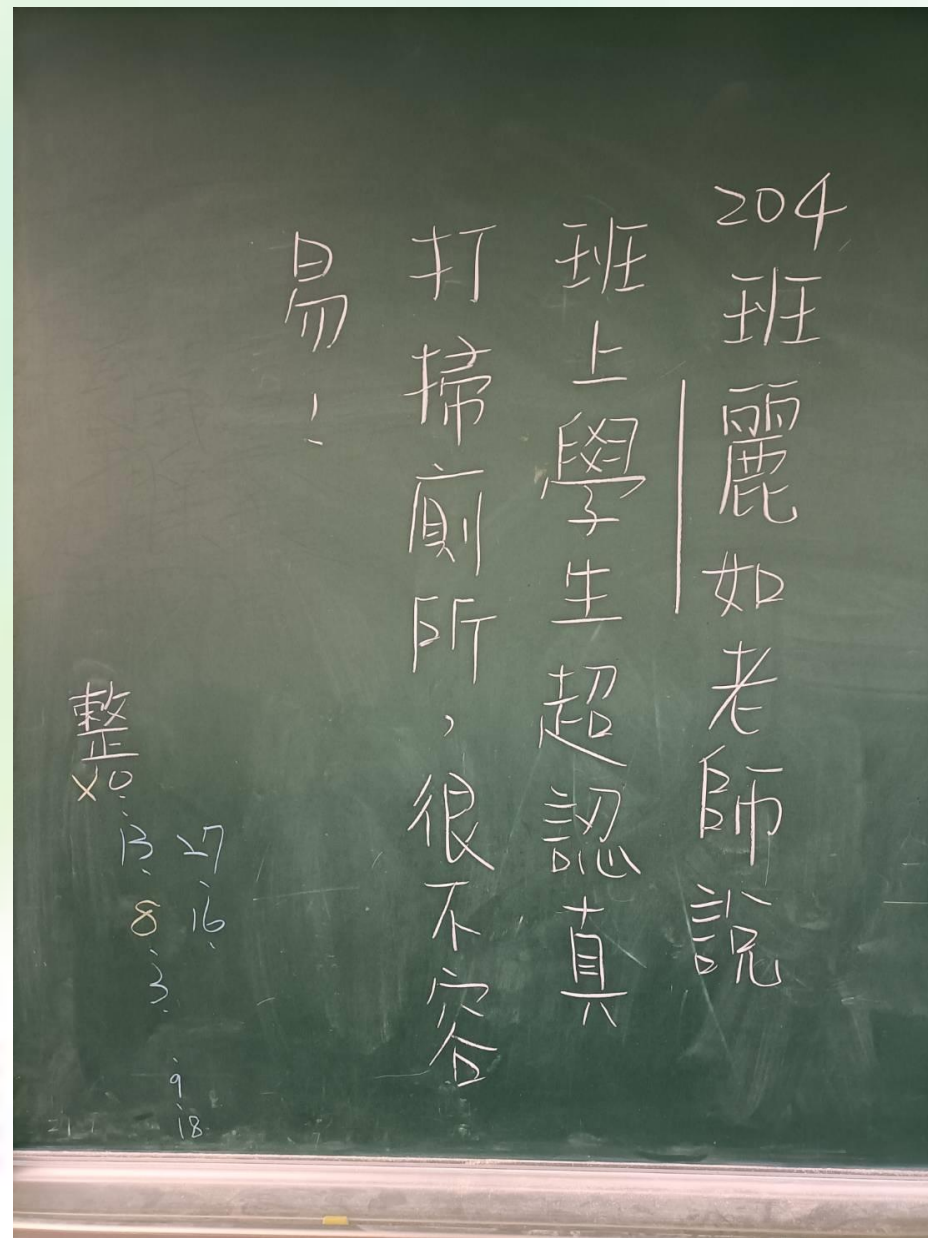 204班麗如老師說
班上學生超認真
打掃廁所，很不容
易！
整
13、
8、
3、
27、
16、
9、
18